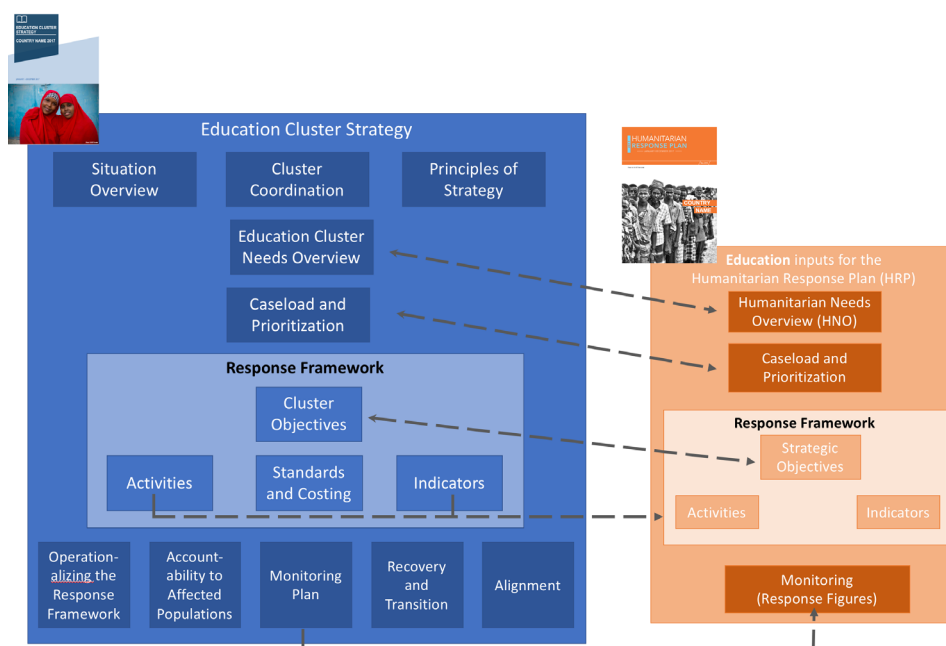 EDUCATION CLUSTER
STRATEGY
COUNTRY NAME 2017
Education Cluster Strategy
Situation
Overview
Cluster
Coordination
Principles of
Strategy
Education Cluster
Needs Overview
Caseload and
Prioritization
Response Framework
Cluster
Objectives
Activities
Standards
and Costing
Indicators
Operation-
alizing the
Response
Framework
Account-
ability to
Affected
Populations
Monitoring
Plan
Recovery
and
Transition
Alignment
HUMANITARIAN
RESPONSE PLAN
COUNTRY
NAME
Education inputs for the
Humanitarian Response Plan (HRP)
Humanitarian Needs
Overview (HNO)
Caseload and
Prioritization
Response Framework
Strategic
Objectives
Activities
Indicators
Monitoring
(Response Figures)